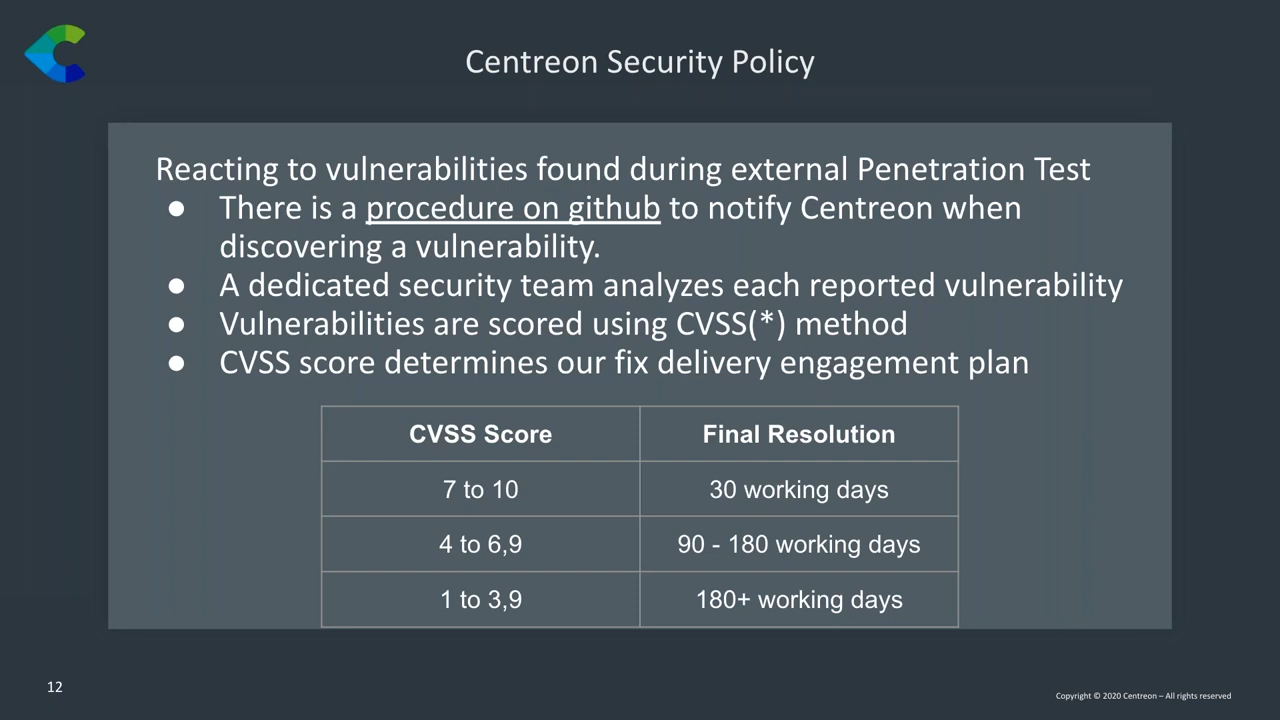 Centreon Security Policy
Reacting to vulnerabilities found during external Penetration Test
● There is a procedure on github to notify Centreon when
discovering a vulnerability.
● A dedicated security team analyzes each reported vulnerability
● Vulnerabilities are scored using CVSS(*) method
● CVSS score determines our fix delivery engagement plan
CVSS Score Final Resolution
7 to 10 30 working days
4 to 6,9 90 - 180 working days
1 to 3,9 180+ working days
12
Copyright © 2020 Centreon – All rights reserved